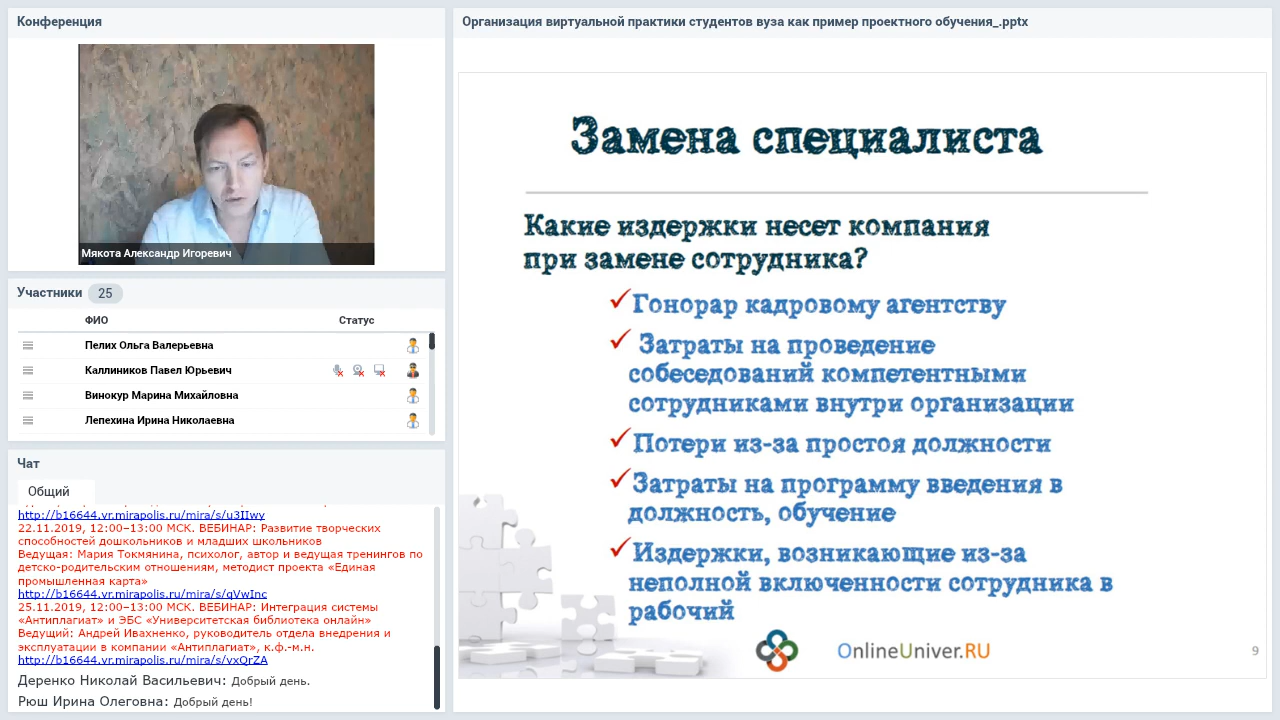 Конференция
Мякота Александр Игоревич
Участники 25
ФИО Статус
Пелих Ольга Валерьевна
Каллиников Павел Юрьевич
Винокур Марина Михайловна
Лепехина Ирина Николаевна
Чат
Общий
http://b16644.vr.mirapolis.ru/mira/s/u3IIwy
22.11.2019, 12:00–13:00 МСК. ВЕБИНАР: Развитие творческих
способностей дошкольников и младших школьников
Ведущая: Мария Токмянина, психолог, автор и ведущая тренингов по
детско-родительским отношениям, методист проекта «Единая
промышленная карта»
http://b16644.vr.mirapolis.ru/mira/s/qVwInc
25.11.2019, 12:00–13:00 МСК. ВЕБИНАР: Интеграция системы
«Антиплагиат» и ЭБС «Университетская библиотека онлайн»
Ведущий: Андрей Ивахненко, руководитель отдела внедрения и
эксплуатации в компании «Антиплагиат», к.ф.-м.н.
http://b16644.vr.mirapolis.ru/mira/s/vxQrZA
Деренко Николай Васильевич: Добрый день.
Рюш Ирина Олеговна: Добрый день!
Организация виртуальной практики студентов вуза как пример проектного обучения_.pptx
Замена специалиста
Какие издержки несет компания
при замене сотрудника?
Гонорар кадровому агентству
Затраты на проведение
собеседований компетентными
сотрудниками внутри организации
Потери из-за простоя должности
Затраты на программу введения в
должность, обучение
Издержки, возникающие из-за
неполной включенности сотрудника в
рабочий
OnlineUniver.RU
9